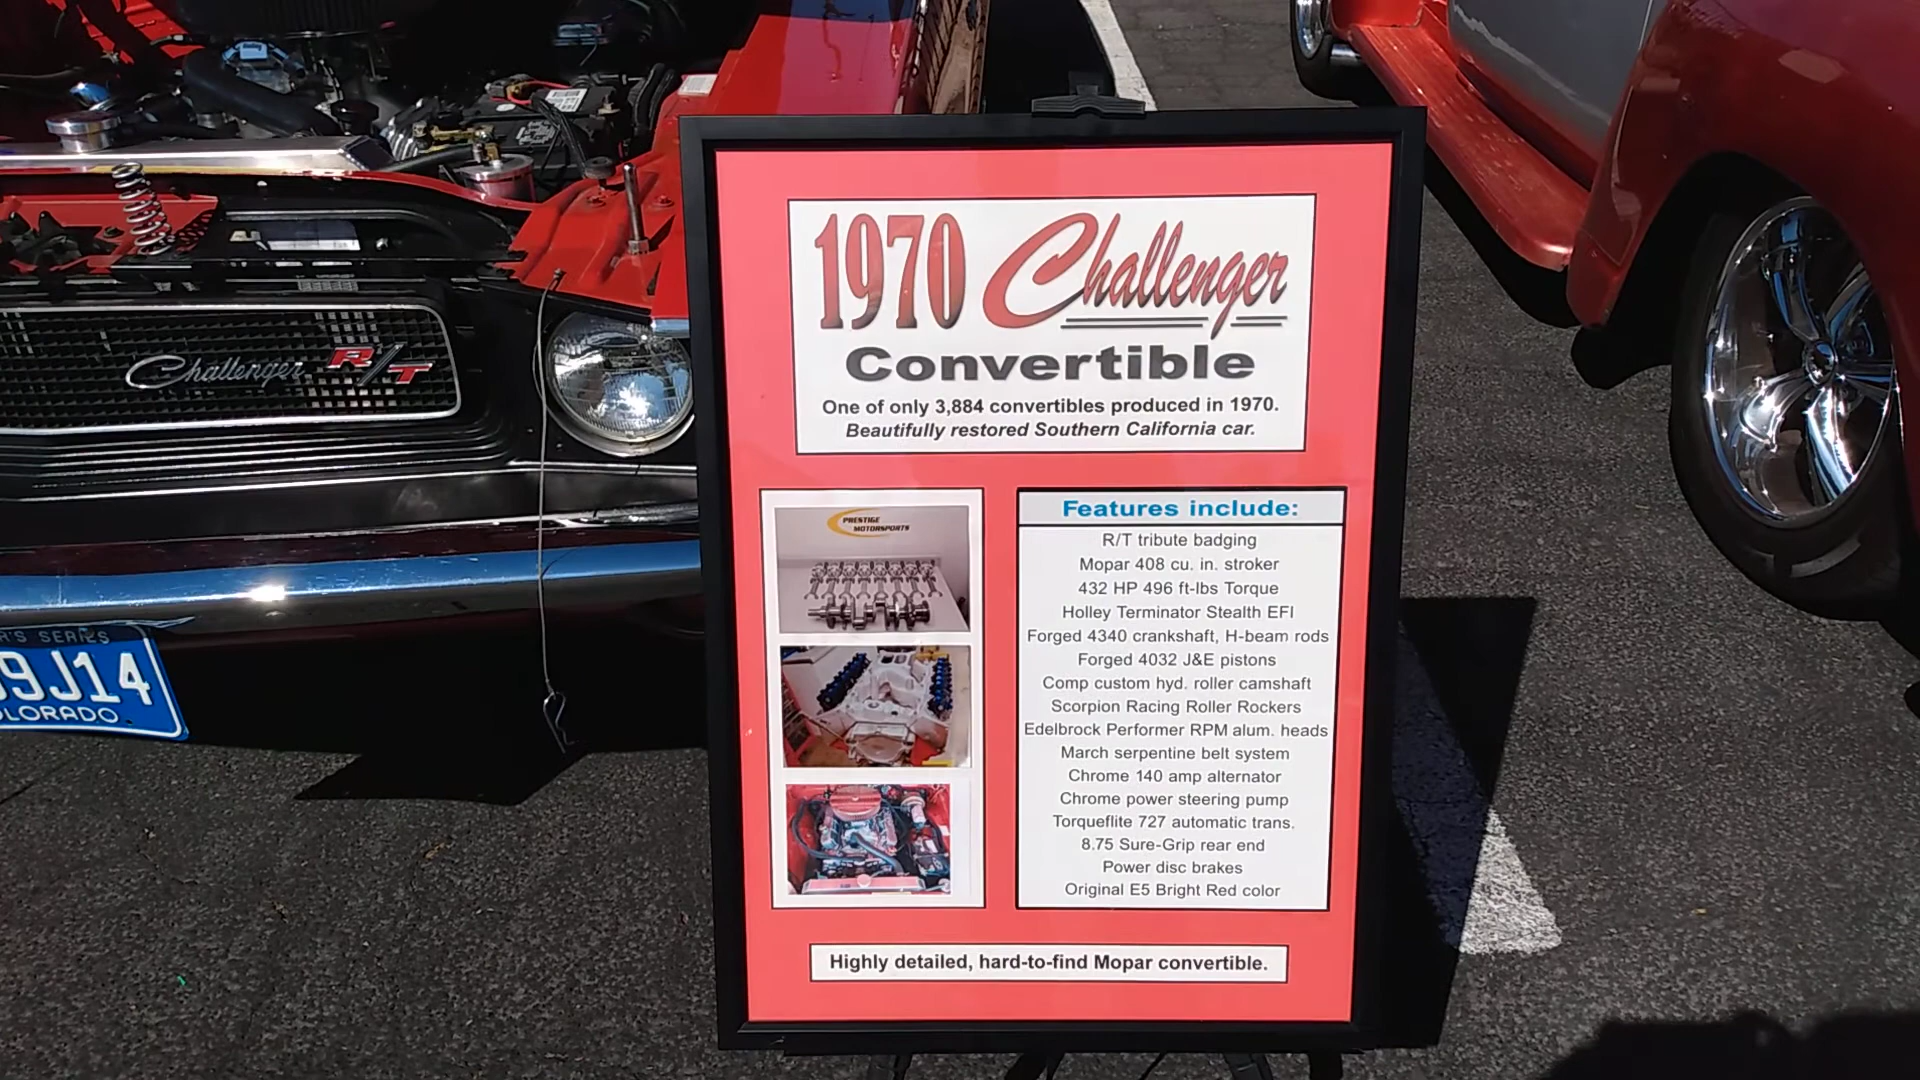 Challenger R/T
9J14
1970 Challenger
Convertible
One of only 3,884 convertibles produced in 1970.
Beautifully restored Southern California car.
PRESTIGE
MOTORSPORTS
Features include:
R/T tribute badging
Mopar 408 cu. in. stroker
432 HP 496 ft-lbs Torque
Holley Terminator Stealth EFI
Forged 4340 crankshaft, H-beam rods
Forged 4032 J&E pistons
Comp custom hyd. roller camshaft
Scorpion Racing Roller Rockers
Edelbrock Performer RPM alum. heads
March serpentine belt system
Chrome 140 amp alternator
Chrome power steering pump
Torqueflite 727 automatic trans.
8.75 Sure-Grip rear end
Power disc brakes
Original E5 Bright Red color
Highly detailed, hard-to-find Mopar convertible.